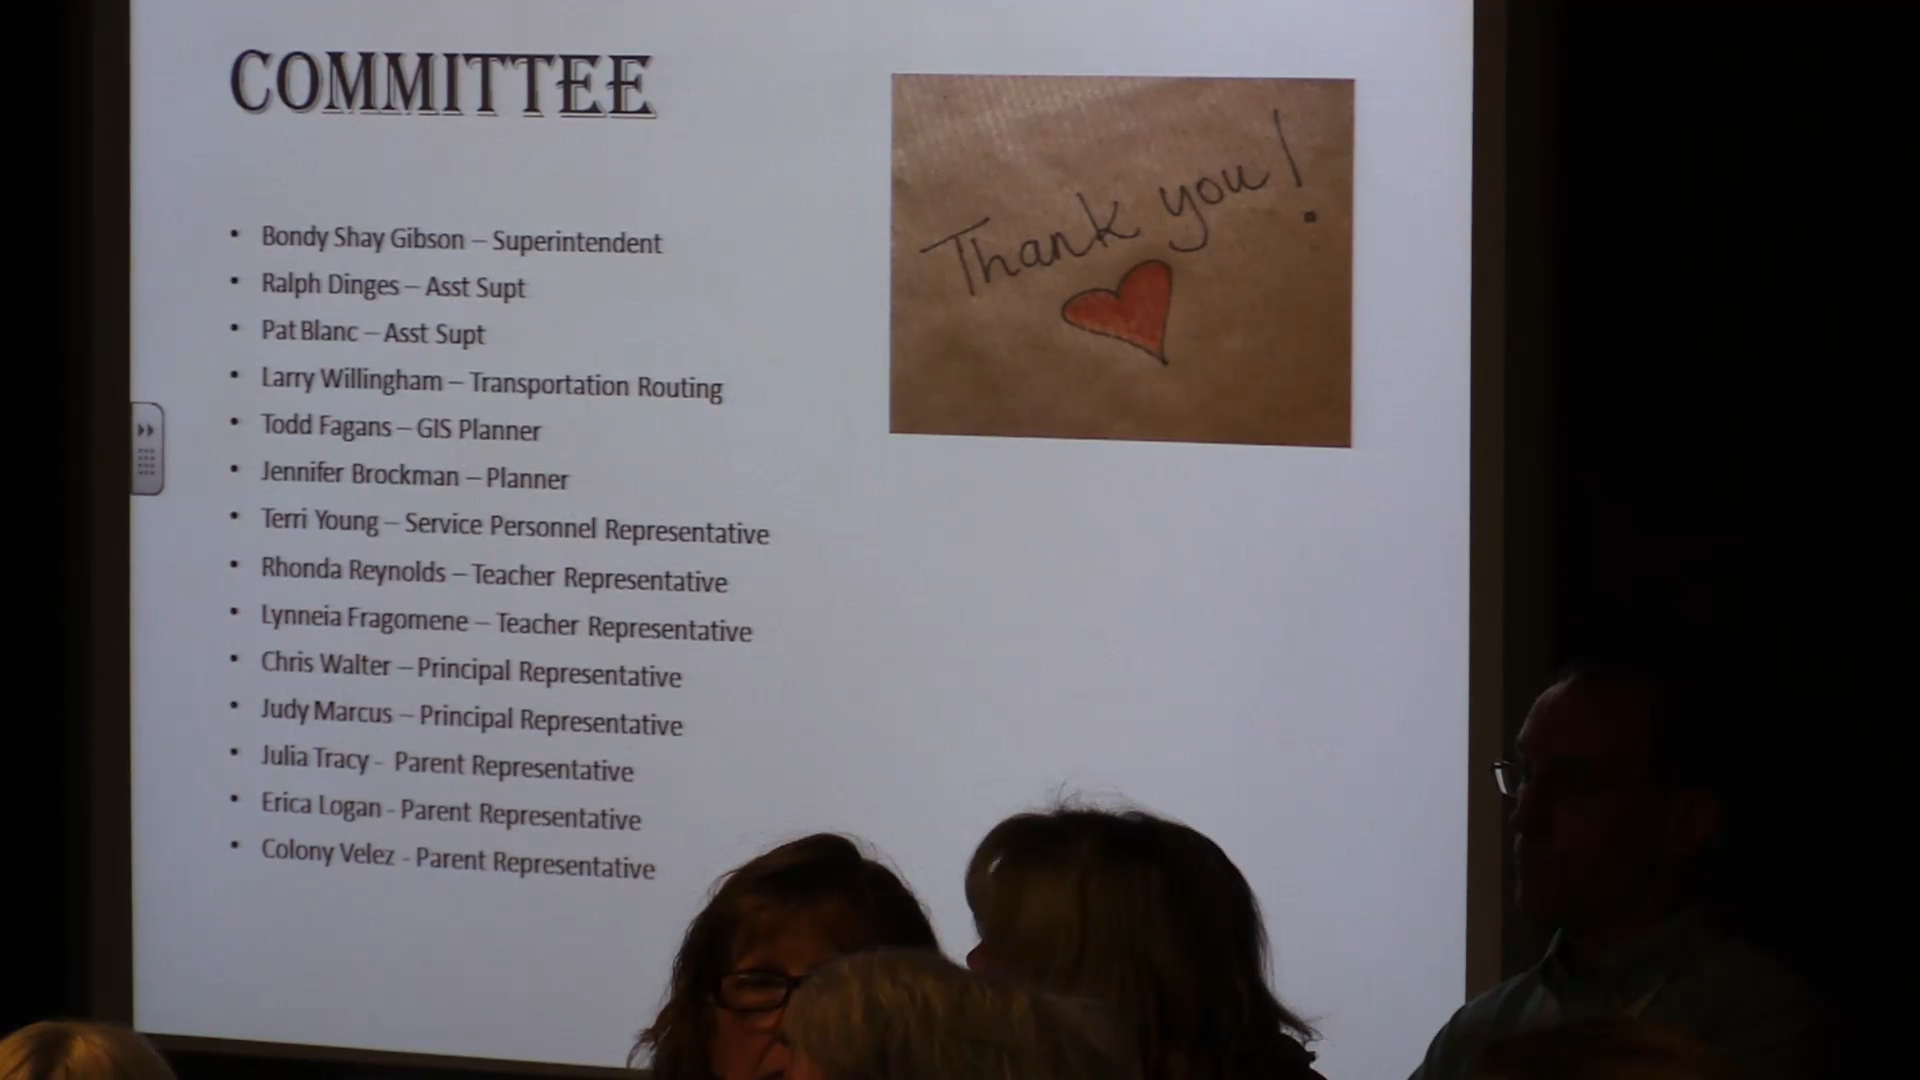 COMMITTEE
Thank you!
• Bondy Shay Gibson – Superintendent
• Ralph Dinges – Asst Supt
• Pat Blanc – Asst Supt
• Larry Willingham – Transportation Routing
• Todd Fagans – GIS Planner
• Jennifer Brockman – Planner
• Terri Young – Service Personnel Representative
• Rhonda Reynolds – Teacher Representative
• Lynneia Fragomene – Teacher Representative
• Chris Walter – Principal Representative
• Judy Marcus – Principal Representative
• Julia Tracy - Parent Representative
• Erica Logan - Parent Representative
• Colony Velez - Parent Representative